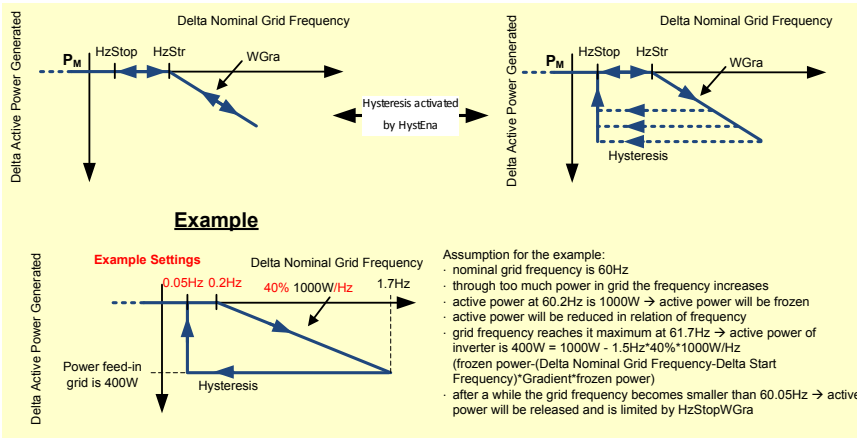 Delta Nominal Grid Frequency
Delta Active Power Generated
PM
HzStop
HzStr
WGra
Hysteresis activated
by HystEna
Delta Nominal Grid Frequency
Delta Active Power Generated
PM
HzStop
HzStr
WGra
Hysteresis
Example
Delta Active Power Generated
Example Settings
Delta Nominal Grid Frequency
0.05Hz
0.2Hz
40% 1000W/Hz
1.7Hz
Power feed-in
grid is 400W
Hysteresis
Assumption for the example:
· nominal grid frequency is 60Hz
· through too much power in grid the frequency increases
· active power at 60.2Hz is 1000W → active power will be frozen
· active power will be reduced in relation of frequency
· grid frequency reaches it maximum at 61.7Hz → active power of
inverter is 400W = 1000W - 1.5Hz*40%*1000W/Hz
(frozen power-(Delta Nominal Grid Frequency-Delta Start
Frequency)*Gradient*frozen power)
· after a while the grid frequency becomes smaller than 60.05Hz → active
power will be released and is limited by HzStopWGra